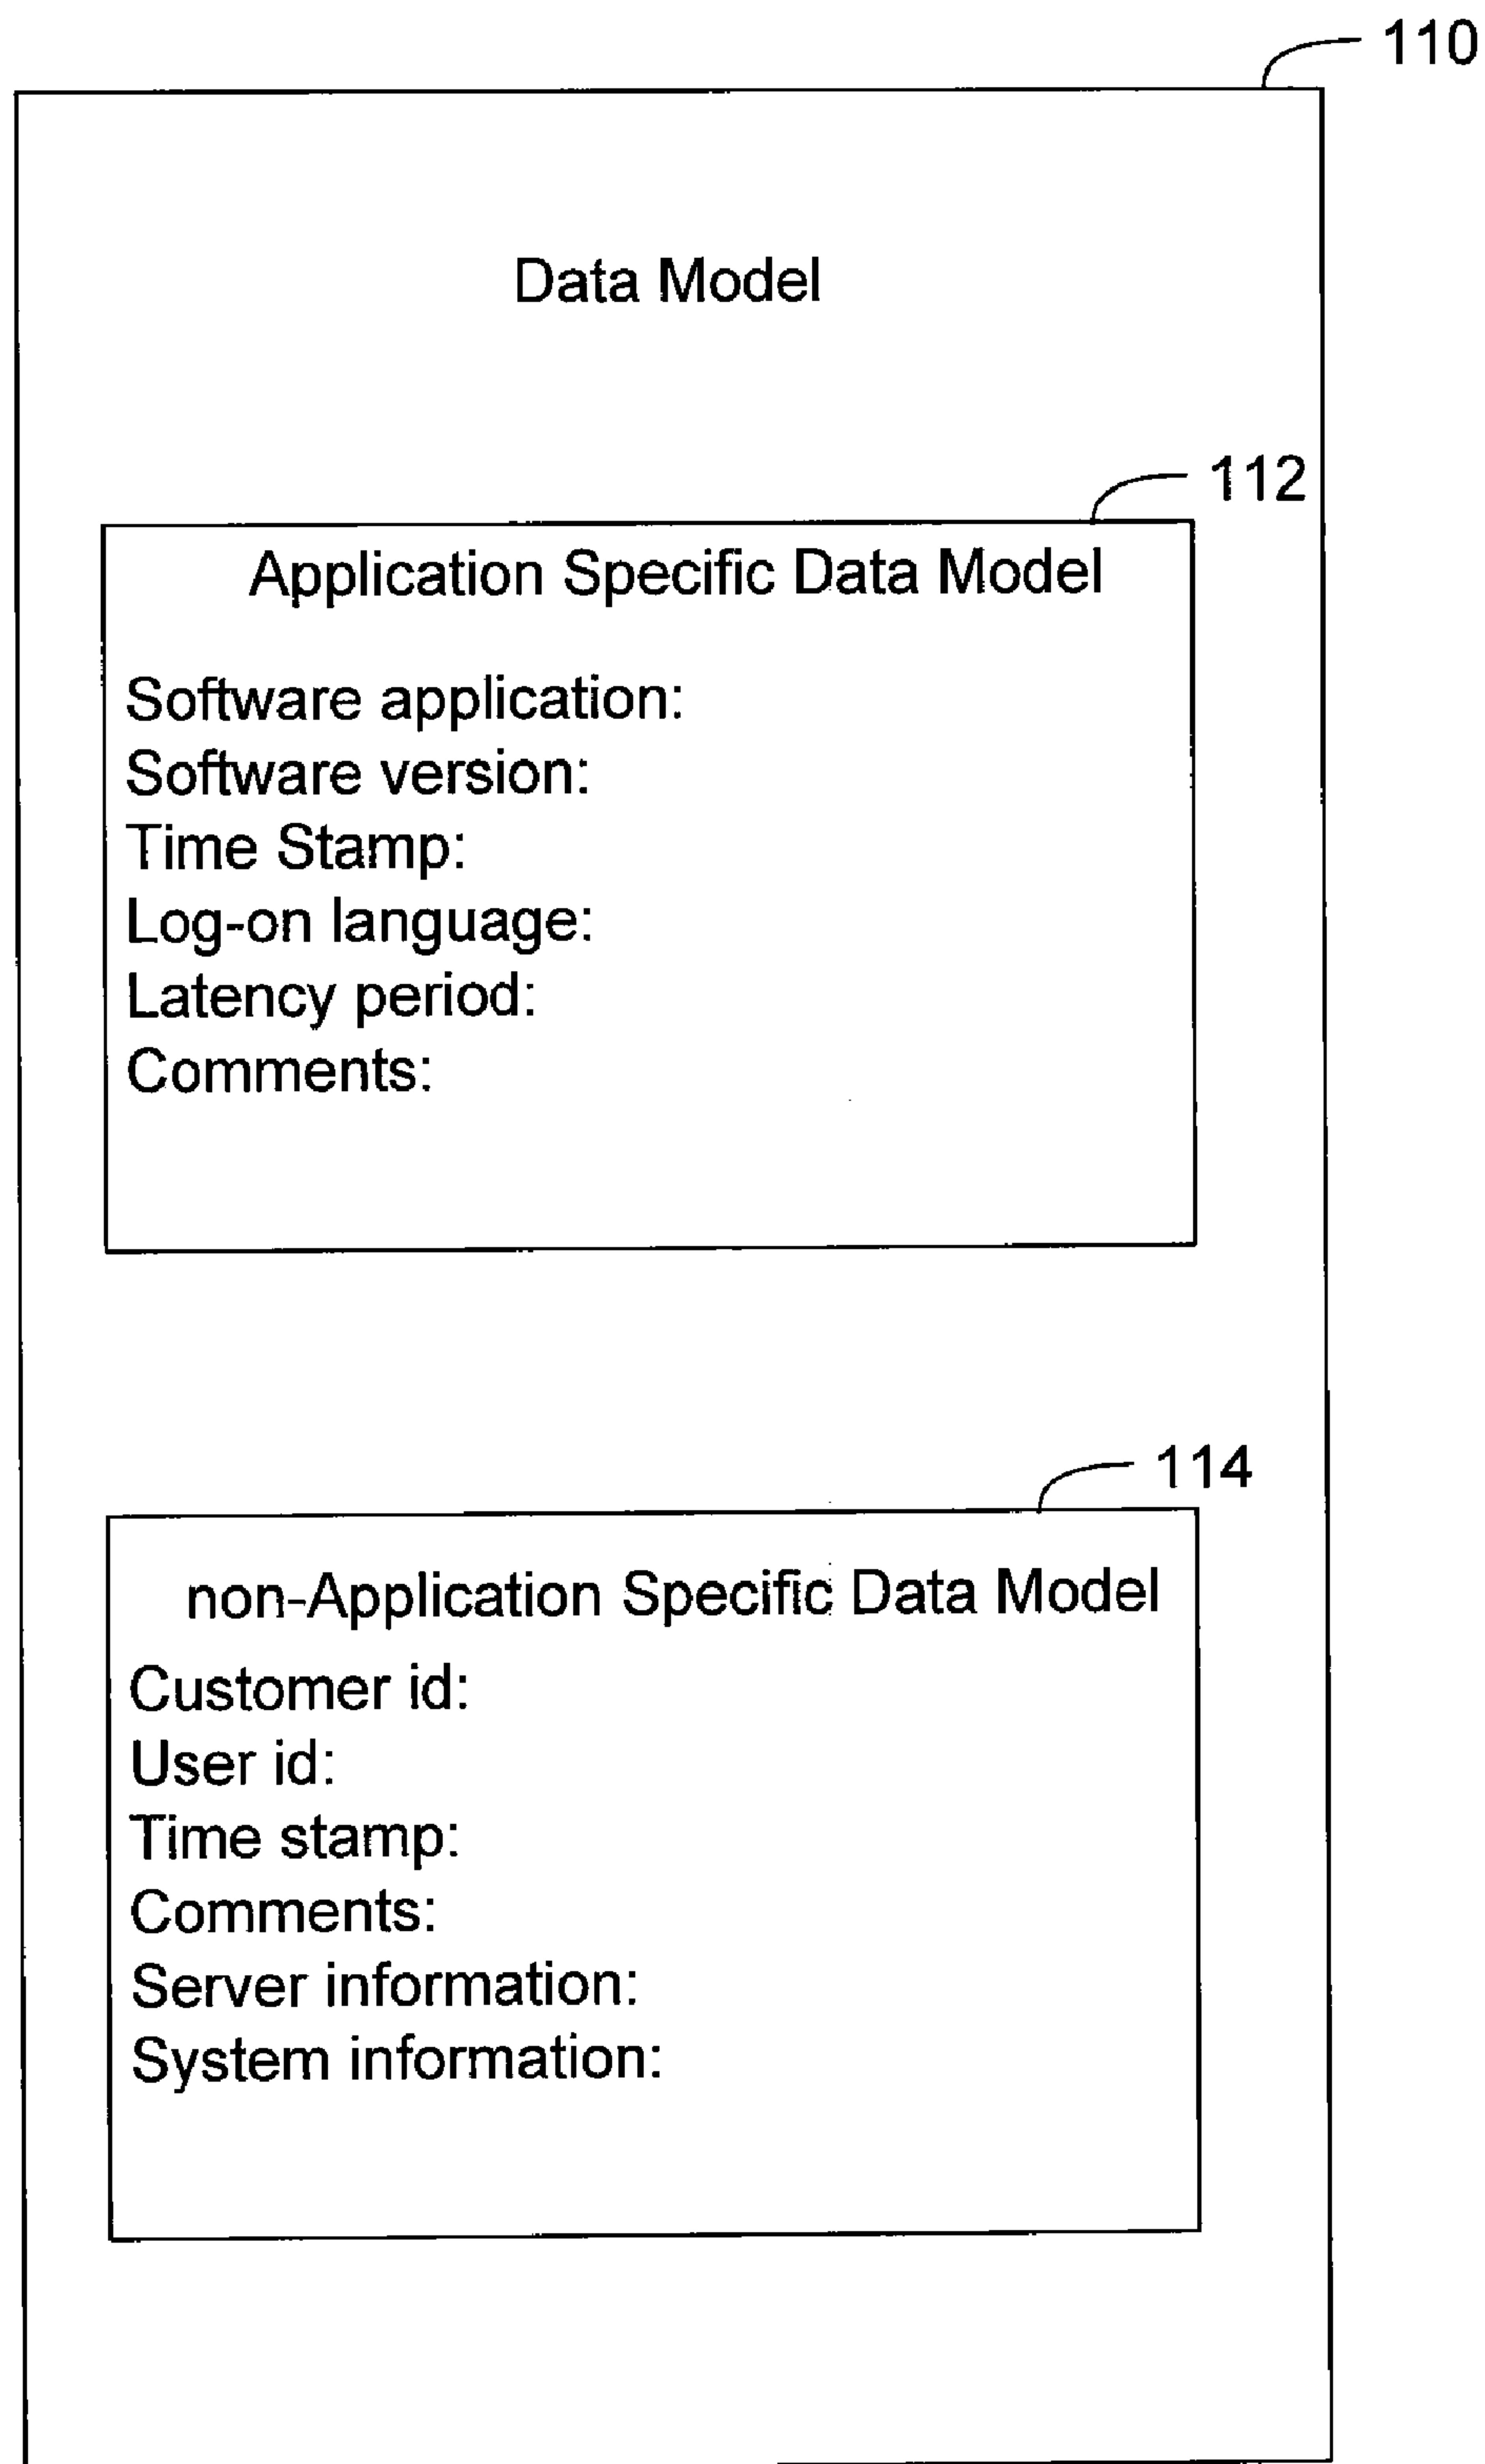 110
Data Model
112
Application Specific Data Model
Software application:
Software version:
Time Stamp:
Log-on language:
Latency period:
Comments:
114
non-Application Specific Data Model
Customer id:
User id:
Time stamp:
Comments:
Server information:
System information: